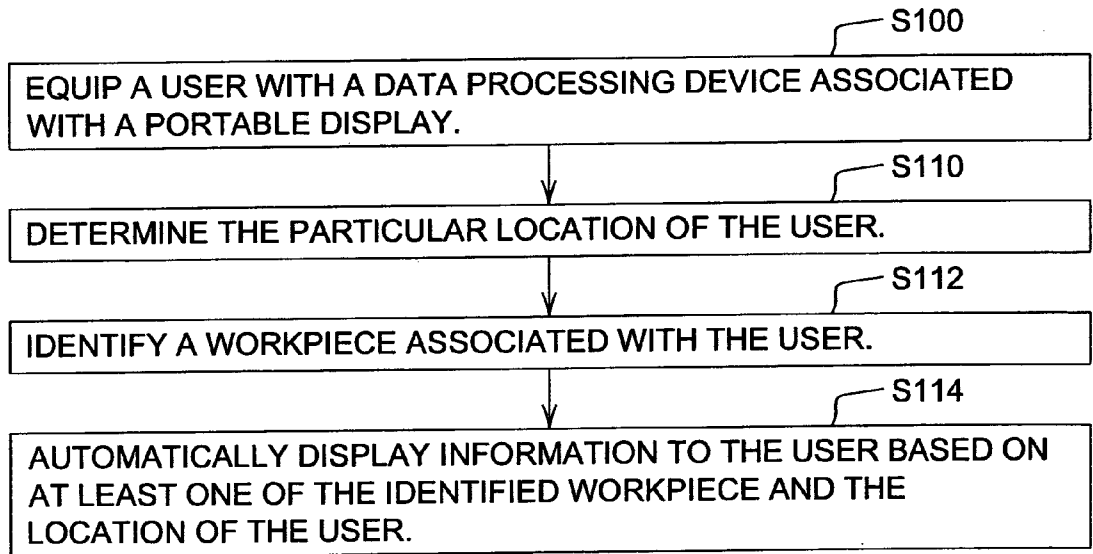 S100
EQUIP A USER WITH A DATA PROCESSING DEVICE ASSOCIATED
WITH A PORTABLE DISPLAY.
S110
DETERMINE THE PARTICULAR LOCATION OF THE USER.
S112
IDENTIFY A WORKPIECE ASSOCIATED WITH THE USER.
S114
AUTOMATICALLY DISPLAY INFORMATION TO THE USER BASED ON
AT LEAST ONE OF THE IDENTIFIED WORKPIECE AND THE
LOCATION OF THE USER.